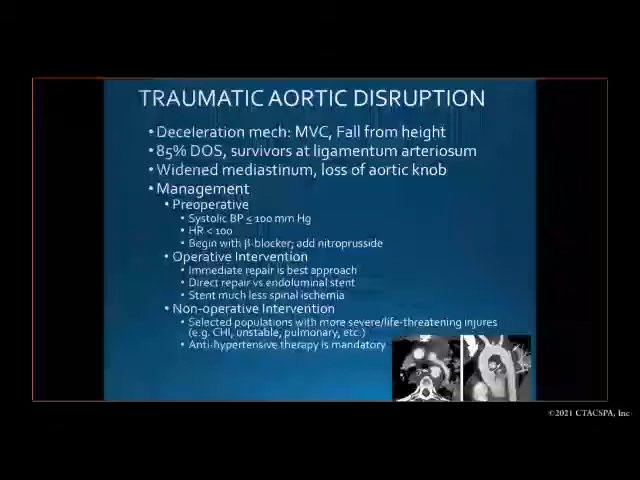 TRAUMATIC AORTIC DISRUPTION
• Deceleration mech: MVC, Fall from height
• 85% DOS, survivors at ligamentum arteriosum
• Widened mediastinum, loss of aortic knob
• Management
• Preoperative
• Systolic BP ≤ 100 mm Hg
• HR < 100
• Begin with β-blocker; add nitroprusside
• Operative Intervention
• Immediate repair is best approach
• Direct repair vs endoluminal stent
• Stent much less spinal ischemia
• Non-operative Intervention
• Selected populations with more severe/life-threatening injures
(e.g. CHI, unstable, pulmonary, etc.)
• Anti-hypertensive therapy is mandatory
©2021 CTACSPA, Inc